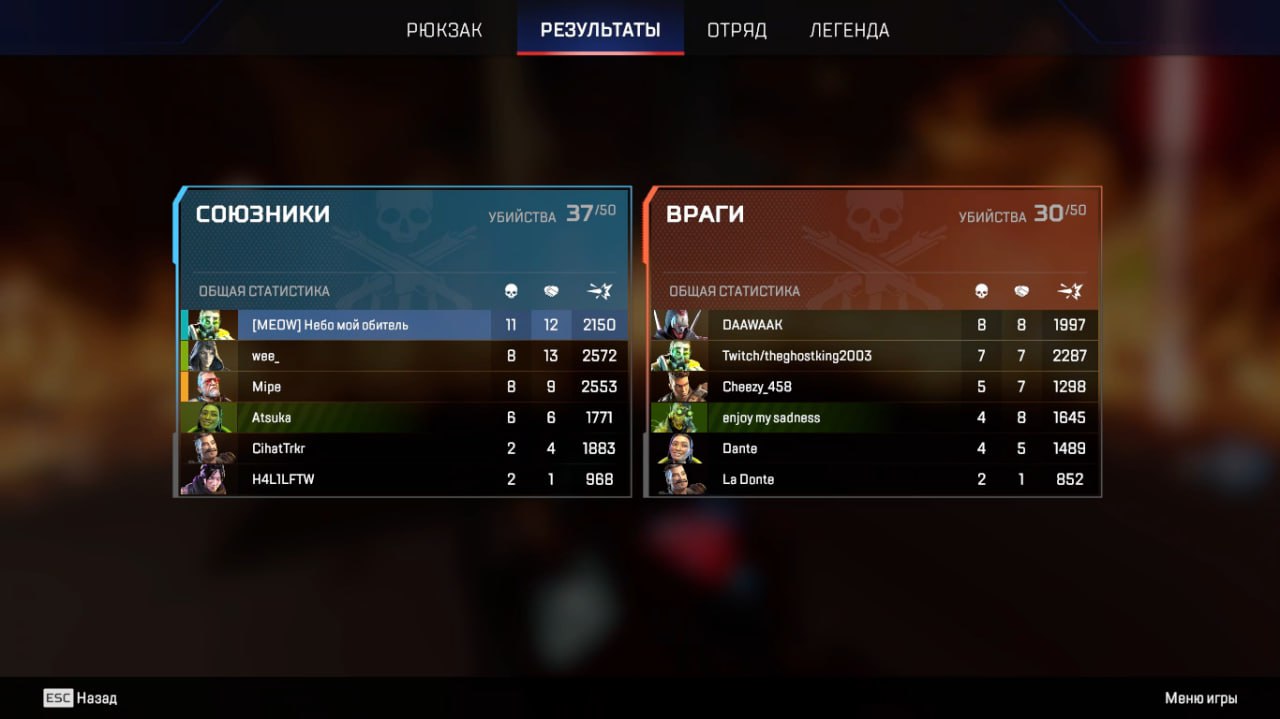 РЮКЗАК РЕЗУЛЬТАТЫ ОТРЯД ЛЕГЕНДА
СОЮЗНИКИ УБИЙСТВА 37/50
ОБЩАЯ СТАТИСТИКА
[MEOW] Небо мой обитель 11 12 2150
wee_ 8 13 2572
Mipe 8 9 2553
Atsuka 6 6 1771
CihatTrkr 2 4 1883
H4L1LFTW 2 1 968
ВРАГИ УБИЙСТВА 30/50
ОБЩАЯ СТАТИСТИКА
DAAWAAK 8 8 1997
Twitch/theghostking2003 7 7 2287
Cheezy_458 5 7 1298
enjoy my sadness 4 8 1645
Dante 4 5 1489
La Donte 2 1 852
ESC Назад
Меню игры